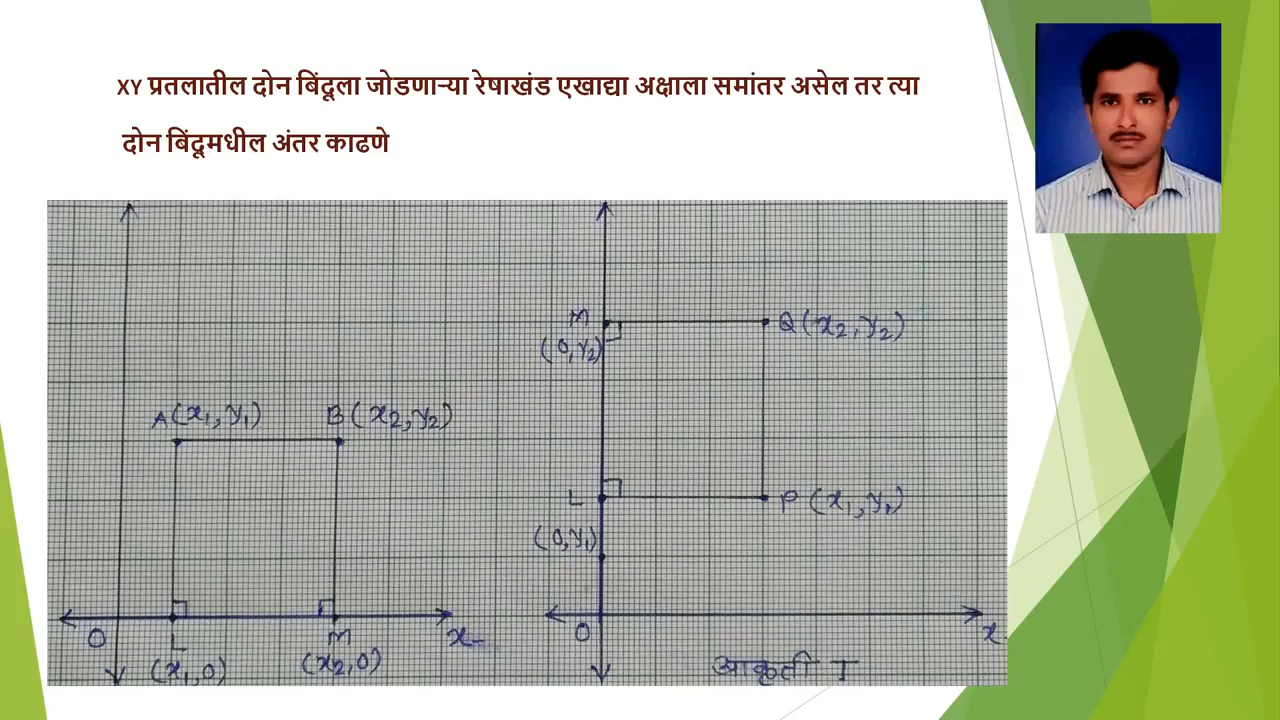 XY प्रतलातील दोन बिंदूला जोडणाऱ्या रेषाखंड एखाद्या अक्षाला समांतर असेल तर त्या
दोन बिंदूमधील अंतर काढणे
A(x₁, y₁)
B(x₂, y₂)
O
L
(x₁, 0)
M
(x₂, 0)
x
M
(0, y₂)
Q(x₂, y₂)
L
(0, y₁)
P(x₁, y₁)
O
x
आकृती I